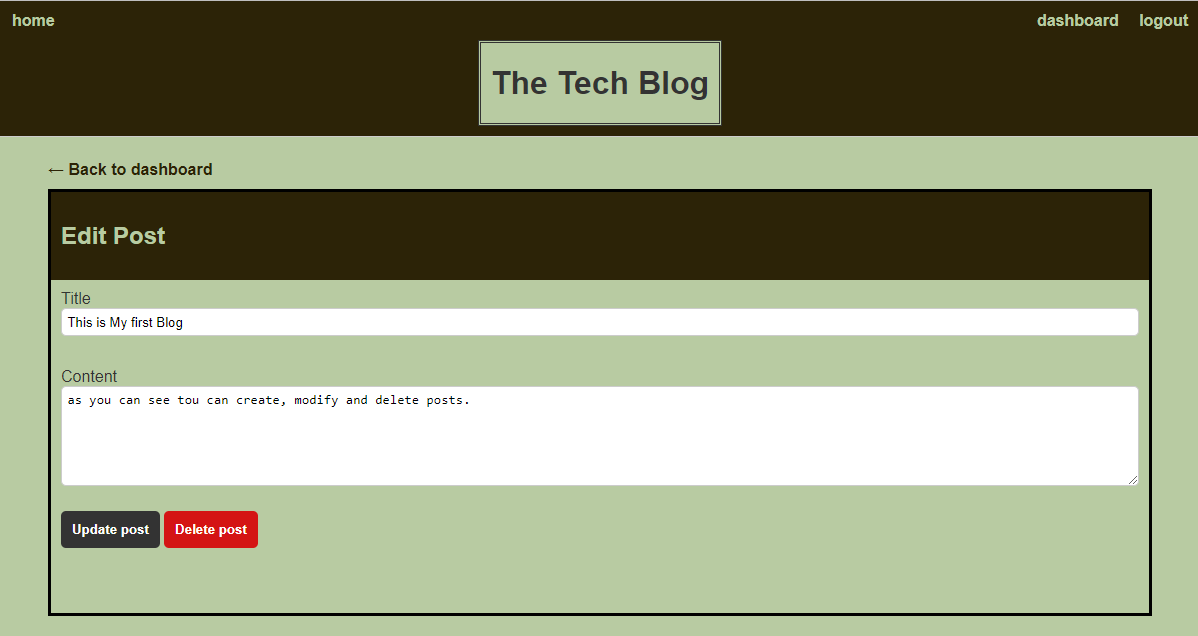 home
dashboard
logout
The Tech Blog
← Back to dashboard
Edit Post
Title
This is My first Blog
Content
as you can see tou can create, modify and delete posts.
Update post
Delete post